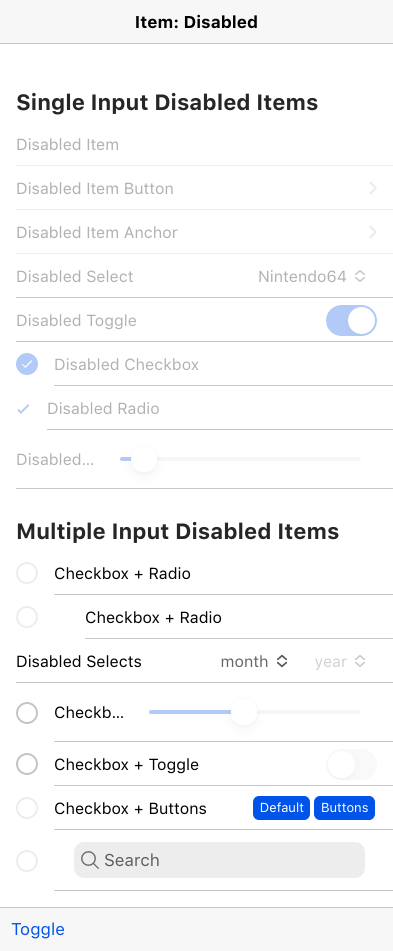 Item: Disabled
Single Input Disabled Items
Disabled Item
Disabled Item Button
Disabled Item Anchor
Disabled Select Nintendo64
Disabled Toggle
Disabled Checkbox
Disabled Radio
Disabled...
Multiple Input Disabled Items
Checkbox + Radio
Checkbox + Radio
Disabled Selects month year
Checkb...
Checkbox + Toggle
Checkbox + Buttons Default Buttons
Search
Toggle